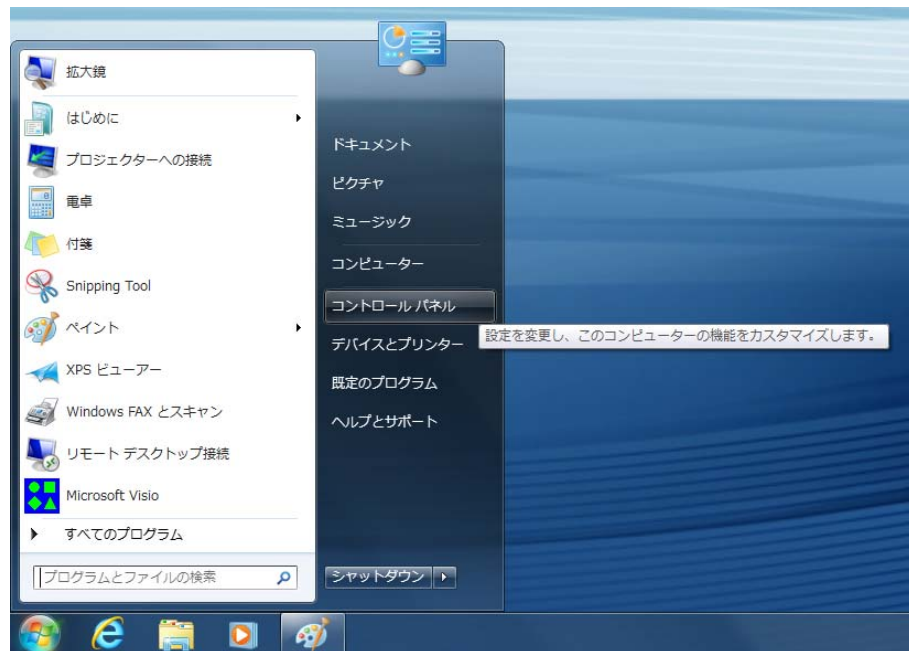 拡大鏡
はじめに
プロジェクターへの接続
電卓
付箋
Snipping Tool
ペイント
XPS ビューアー
Windows FAX とスキャン
リモート デスクトップ接続
Microsoft Visio
すべてのプログラム
プログラムとファイルの検索
ドキュメント
ピクチャ
ミュージック
コンピューター
コントロール パネル
設定を変更し、このコンピューターの機能をカスタマイズします。
デバイスとプリンター
既定のプログラム
ヘルプとサポート
シャットダウン